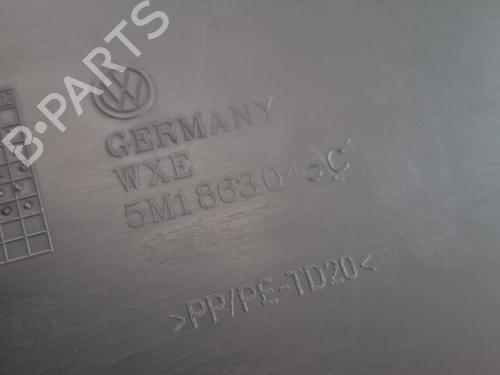 B-PARTS
GERMANY
WXE
5M1863045C
>PP/PE-TD20<